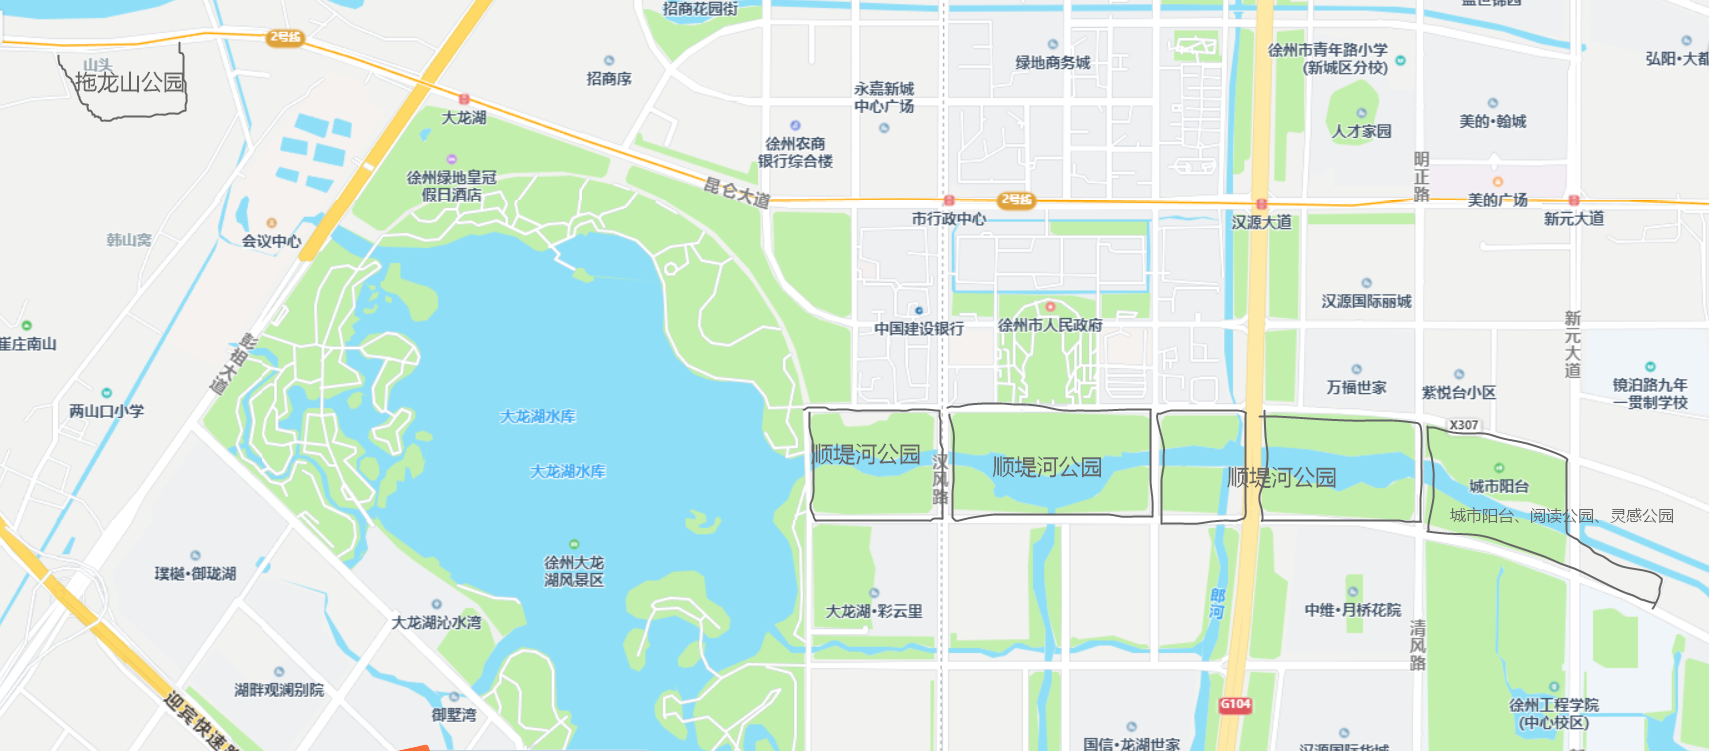 招商花园街
盛世锦园
2号线
山头
拖龙山公园
招商序
绿地商务城
徐州市青年路小学
(新城区分校)
弘阳•大都
永嘉新城
中心广场
大龙湖
美的•翰城
人才家园
徐州农商
银行综合楼
徐州绿地皇冠
假日酒店
昆仑大道
明正路
2号线
美的广场
市行政中心
汉源大道
新元大道
韩山窝
会议中心
汉源国际丽城
中国建设银行
徐州市人民政府
崔庄南山
彭祖大道
新元大道
万福世家
紫悦台小区
镜泊路九年
一贯制学校
两山口小学
大龙湖水库
X307
顺堤河公园
汉风路
顺堤河公园
顺堤河公园
大龙湖水库
城市阳台
城市阳台、阅读公园、灵感公园
徐州大龙
湖风景区
璞樾•御珑湖
大龙湖•彩云里
郎河
中维•月桥花院
大龙湖沁水湾
清风路
湖畔观澜别院
G104
徐州工程学院
(中心校区)
御墅湾
迎宾快速路
国信•龙湖世家
汉源国际华城